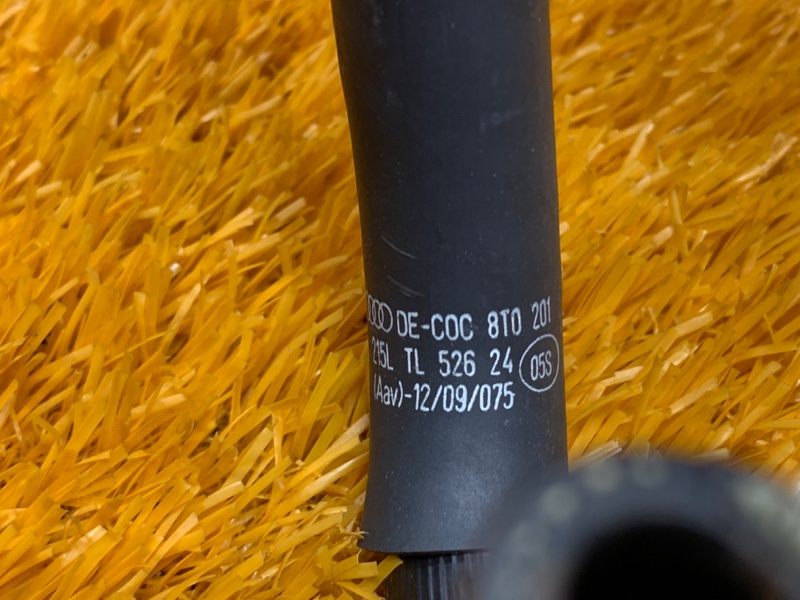 DE-COC 8T0 201
215L TL 526 24 05S
(Aav)-12/09/075